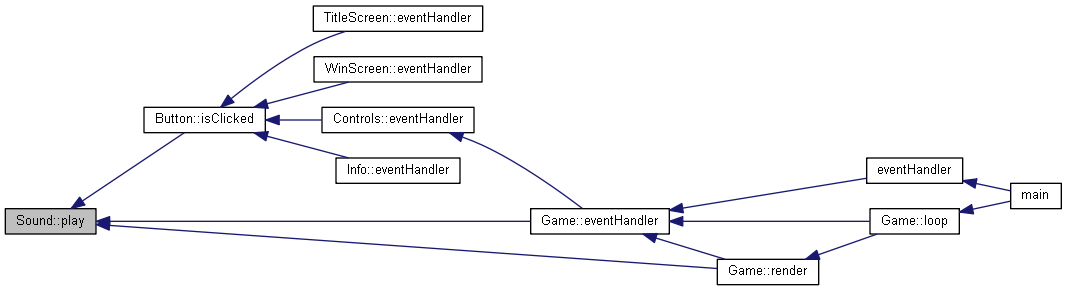 TitleScreen::eventHandler
WinScreen::eventHandler
Button::isClicked
Controls::eventHandler
Info::eventHandler
eventHandler
main
Sound::play
Game::eventHandler
Game::loop
Game::render